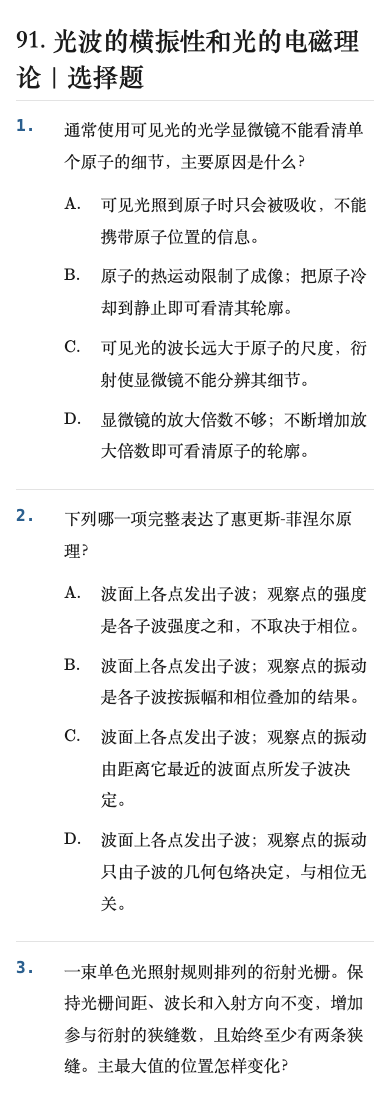 91. 光波的横振性和光的电磁理
论 | 选择题
1. 通常使用可见光的光学显微镜不能看清单
个原子的细节，主要原因是什么？
A. 可见光照到原子时只会被吸收，不能
携带原子位置的信息。
B. 原子的热运动限制了成像；把原子冷
却到静止即可看清其轮廓。
C. 可见光的波长远大于原子的尺度，衍
射使显微镜不能分辨其细节。
D. 显微镜的放大倍数不够；不断增加放
大倍数即可看清原子的轮廓。
2. 下列哪一项完整表达了惠更斯-菲涅尔原
理？
A. 波面上各点发出子波；观察点的强度
是各子波强度之和，不取决于相位。
B. 波面上各点发出子波；观察点的振动
是各子波按振幅和相位叠加的结果。
C. 波面上各点发出子波；观察点的振动
由距离它最近的波面点所发子波决
定。
D. 波面上各点发出子波；观察点的振动
只由子波的几何包络决定，与相位无
关。
3. 一束单色光照射规则排列的衍射光栅。保
持光栅间距、波长和入射方向不变，增加
参与衍射的狭缝数，且始终至少有两条狭
缝。主最大值的位置怎样变化？